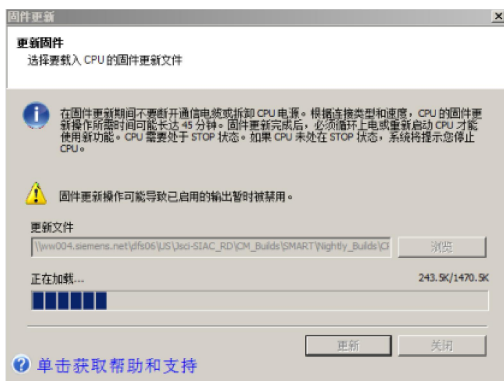 固件更新
更新固件
选择要载入 CPU 的固件更新文件
在固件更新期间不要断开通信电缆或拆卸 CPU 电源。根据连接类型和速度，CPU 的固件更
新操作所需时间可能长达 45 分钟。固件更新完成后，必须循环上电或重新启动 CPU 才能
使用新功能。CPU 需要处于 STOP 状态。如果 CPU 未处在 STOP 状态，系统将提示您停止
CPU。
固件更新操作可能导致已启用的输出暂时被禁用。
更新文件
\\ww004.siemens.net\dfs06\US\Jsci-SIAC_RD\CM_Builds\SMART\Nightly_Builds\CI
浏览
正在加载...
243.5K/1470.5K
更新
关闭
单击获取帮助和支持